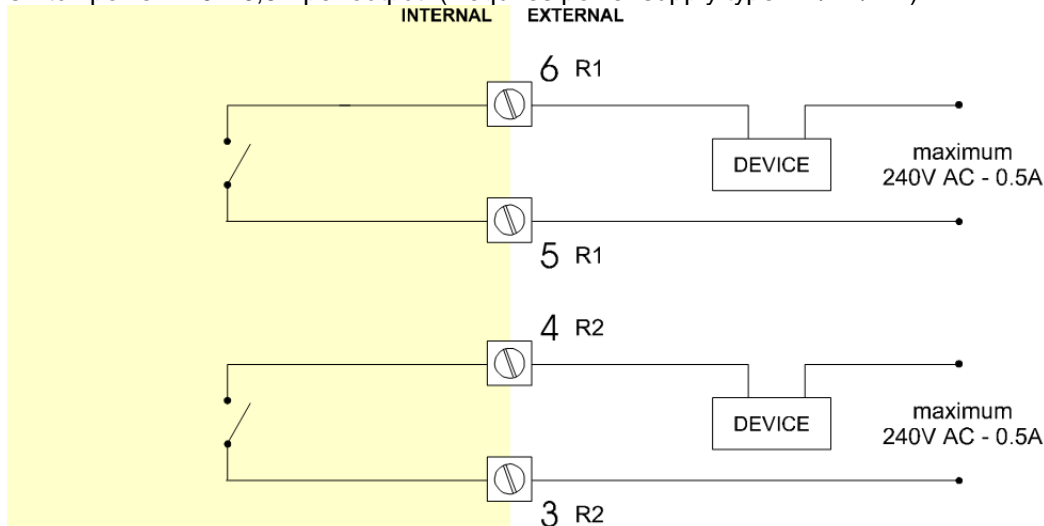 INTERNAL EXTERNAL
6 R1
DEVICE
maximum
240V AC - 0.5A
5 R1
4 R2
DEVICE
maximum
240V AC - 0.5A
3 R2